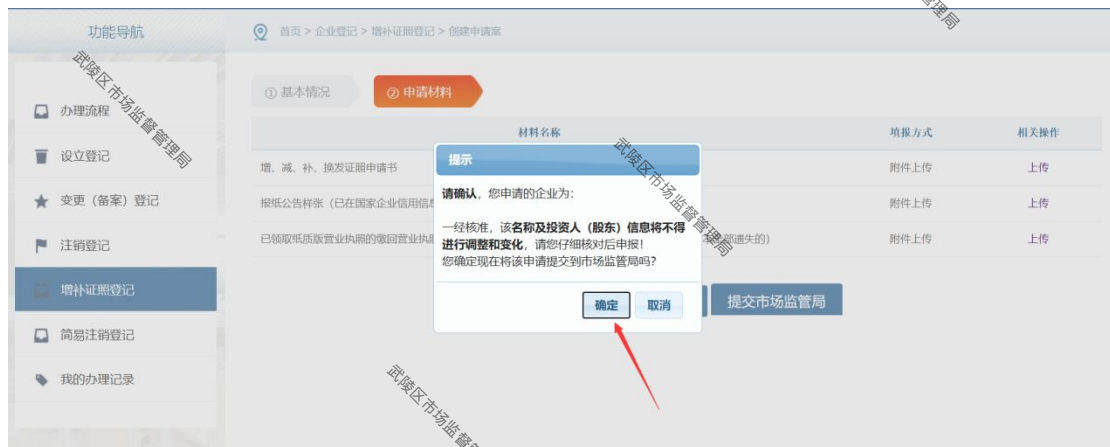 功能导航
首页 > 企业登记 > 增补证照登记 > 创建申请案
办理流程
设立登记
变更（备案）登记
注销登记
增补证照登记
简易注销登记
我的办理记录
① 基本情况
② 申请材料
材料名称 填报方式 相关操作
增、减、补、换发证照申请书 附件上传 上传
报纸公告样张（已在国家企业信用信 附件上传 上传
已领取纸质版营业执照的缴回营业执 部遗失的） 附件上传 上传
提示
请确认，您申请的企业为：
一经核准，该名称及投资人（股东）信息将不得
进行调整和变化，请您仔细核对后申报！
您确定现在将该申请提交到市场监管局吗？
确定 取消
提交市场监管局
武陵区市场监督管理局
武陵区市场监督管理局
武陵区市场监督
管理局